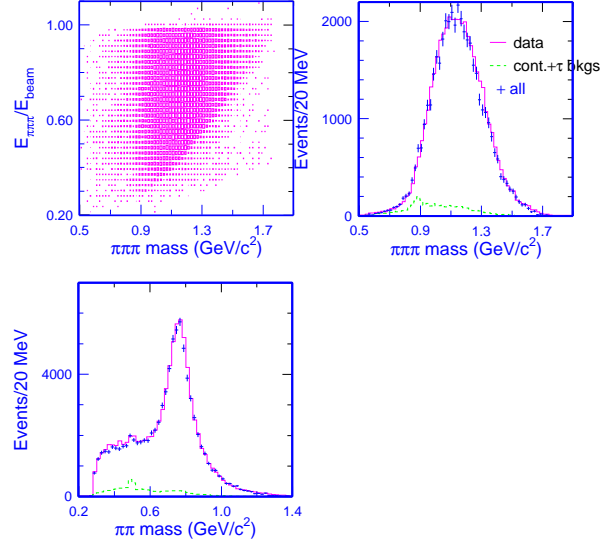 E_πππ/E_beam
1.00
0.60
0.20
0.5 0.9 1.3 1.7
πππ mass (GeV/c²)
Events/20 MeV
2000
1000
0
data
cont.+τ bkgs
+ all
0.5 0.9 1.3 1.7
πππ mass (GeV/c²)
Events/20 MeV
4000
0
0.2 0.6 1.0 1.4
ππ mass (GeV/c²)